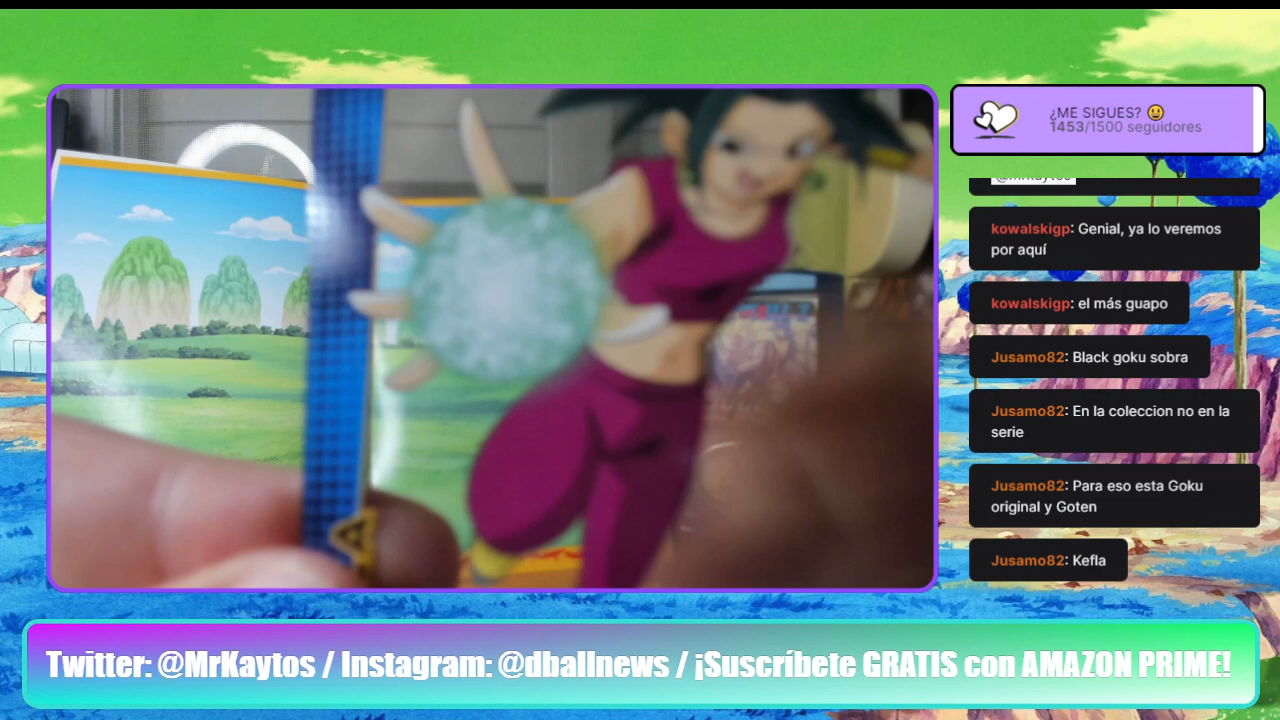 ¿ME SIGUES? 😃
1453/1500 seguidores
@mrkaytos
kowalskigp: Genial, ya lo veremos
por aquí
kowalskigp: el más guapo
Jusamo82: Black goku sobra
Jusamo82: En la coleccion no en la
serie
Jusamo82: Para eso esta Goku
original y Goten
Jusamo82: Kefla
Twitter: @MrKaytos / Instagram: @dballnews / ¡Suscríbete GRATIS con AMAZON PRIME!